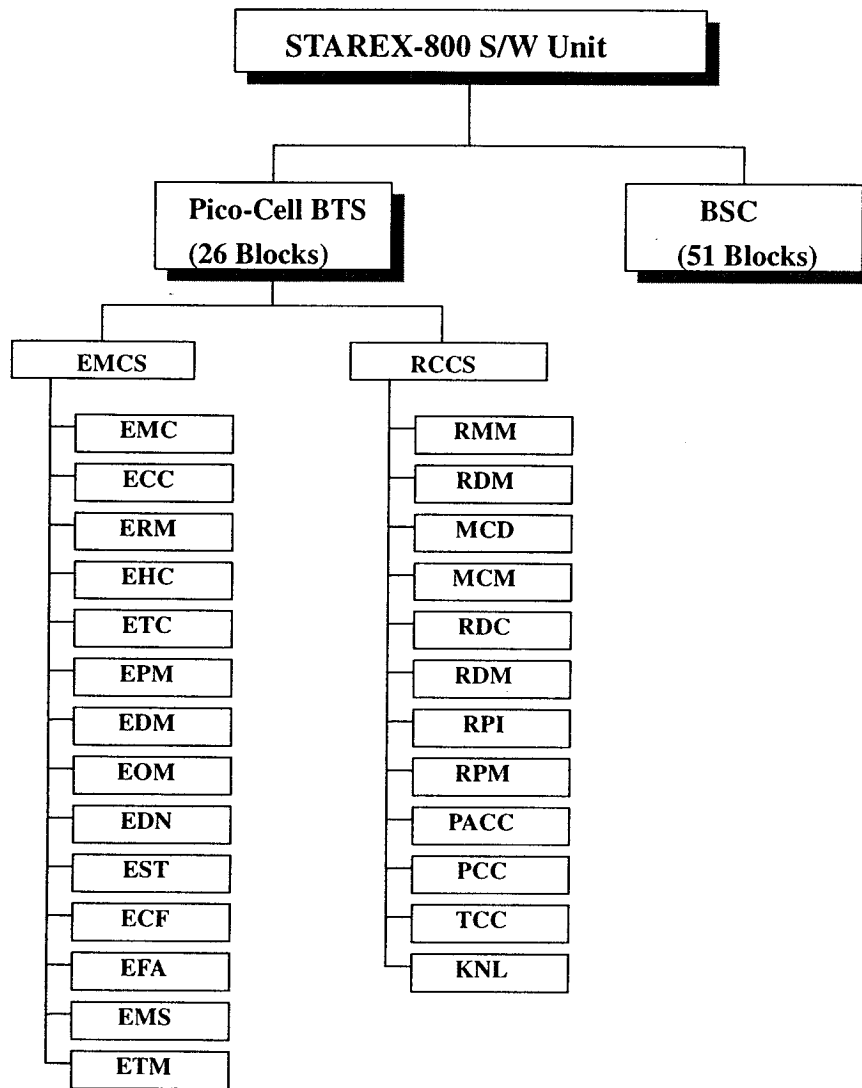 STAREX-800 S/W Unit
Pico-Cell BTS
(26 Blocks)
BSC
(51 Blocks)
EMCS
EMC
ECC
ERM
EHC
ETC
EPM
EDM
EOM
EDN
EST
ECF
EFA
EMS
ETM
RCCS
RMM
RDM
MCD
MCM
RDC
RDM
RPI
RPM
PACC
PCC
TCC
KNL